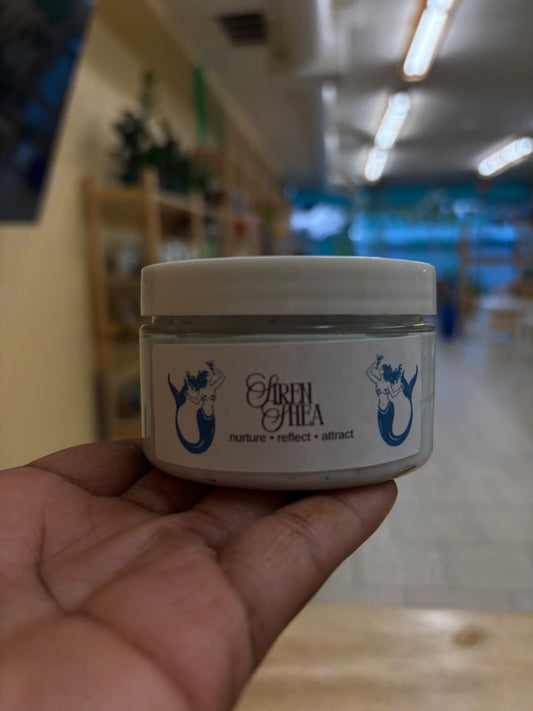 SIREN
SHEA
nurture • reflect • attract